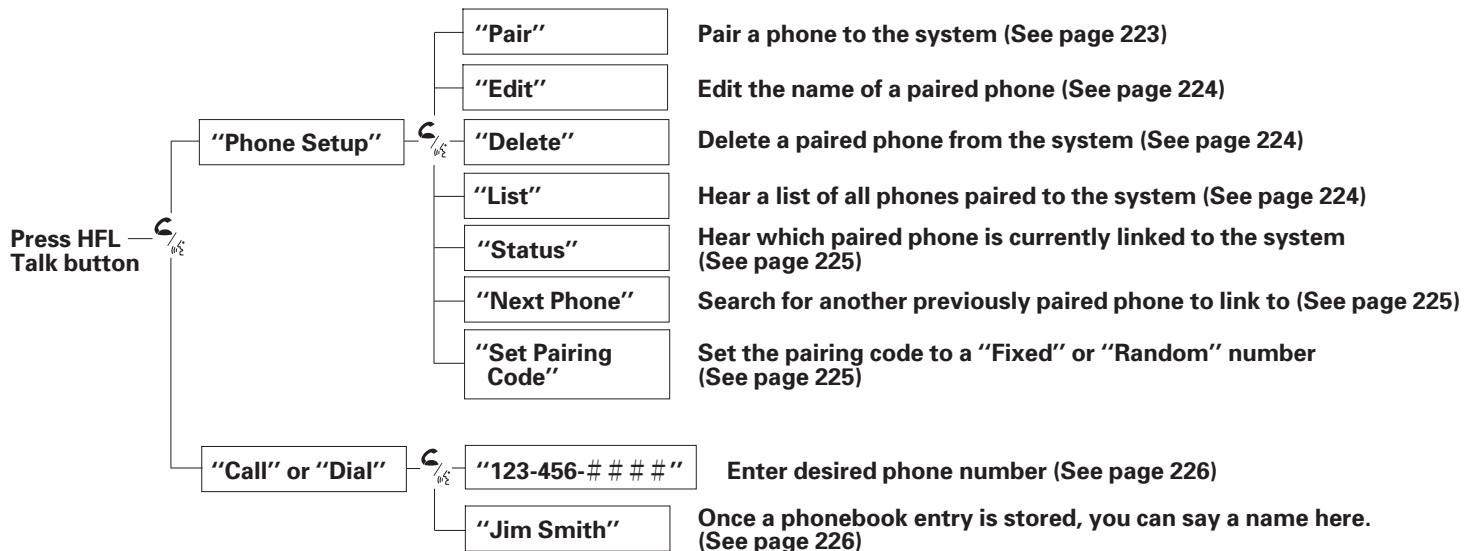 "Pair" Pair a phone to the system (See page 223)
"Edit" Edit the name of a paired phone (See page 224)
"Phone Setup" "Delete" Delete a paired phone from the system (See page 224)
"List" Hear a list of all phones paired to the system (See page 224)
Press HFL
Talk button
"Status" Hear which paired phone is currently linked to the system
(See page 225)
"Next Phone" Search for another previously paired phone to link to (See page 225)
"Set Pairing
Code"
Set the pairing code to a "Fixed" or "Random" number
(See page 225)
"Call" or "Dial" "123-456-####" Enter desired phone number (See page 226)
"Jim Smith" Once a phonebook entry is stored, you can say a name here.
(See page 226)